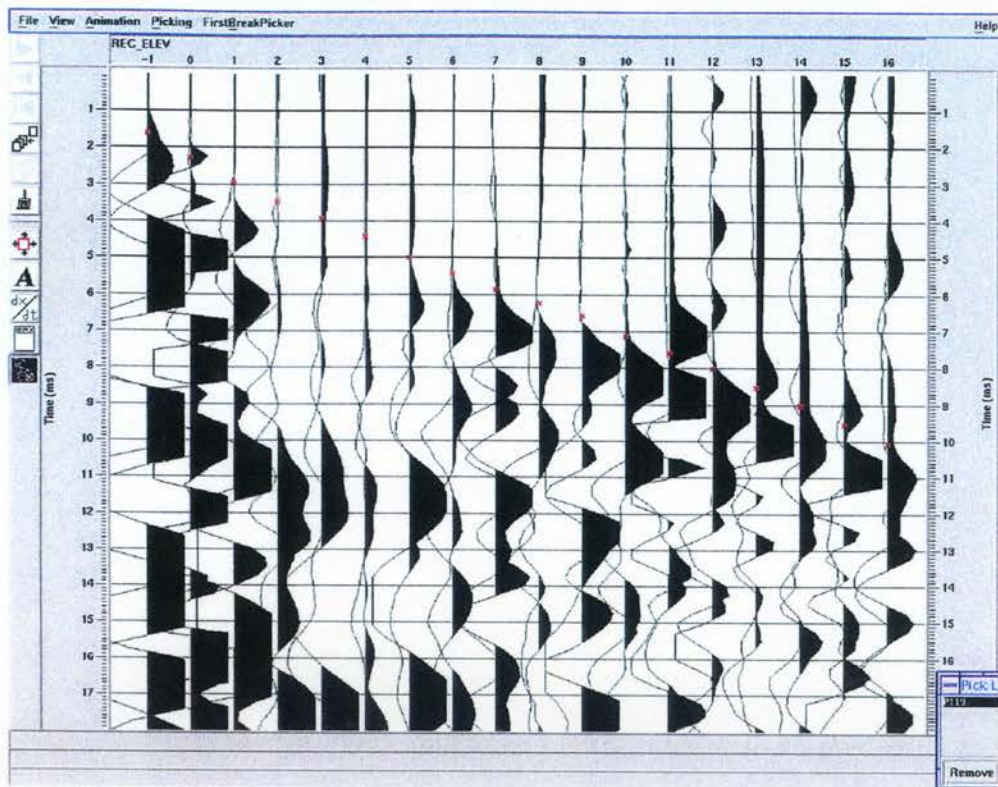 File View Animation Picking FirstBreakPicker Help
REC_ELEV
-1 0 1 2 3 4 5 6 7 8 9 10 11 12 13 14 15 16
1 1
2 2
3 3
4 4
5 5
6 6
7 7
8 8
9 9
10 10
11 11
12 12
13 13
14 14
15 15
16 16
17
Time (ms) Time (ms)
A
dx/dt
Pick L
Remove